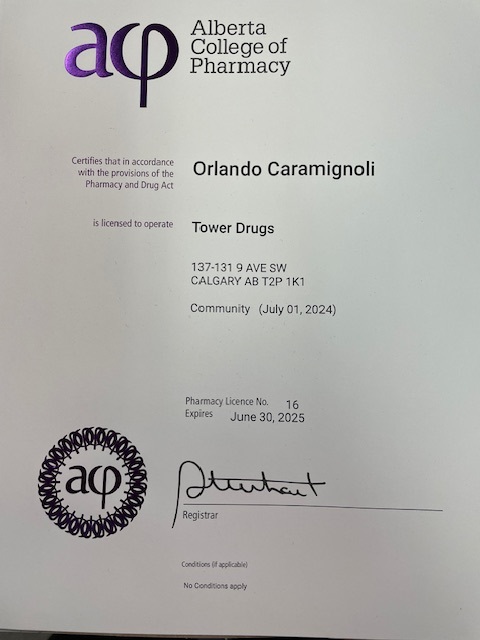 acp
Alberta
College of
Pharmacy
Certifies that in accordance
with the provisions of the
Pharmacy and Drug Act
Orlando Caramignoli
is licensed to operate
Tower Drugs
137-131 9 AVE SW
CALGARY AB T2P 1K1
Community (July 01, 2024)
Pharmacy Licence No. 16
Expires June 30, 2025
acp
Registrar
Conditions (if applicable)
No Conditions apply